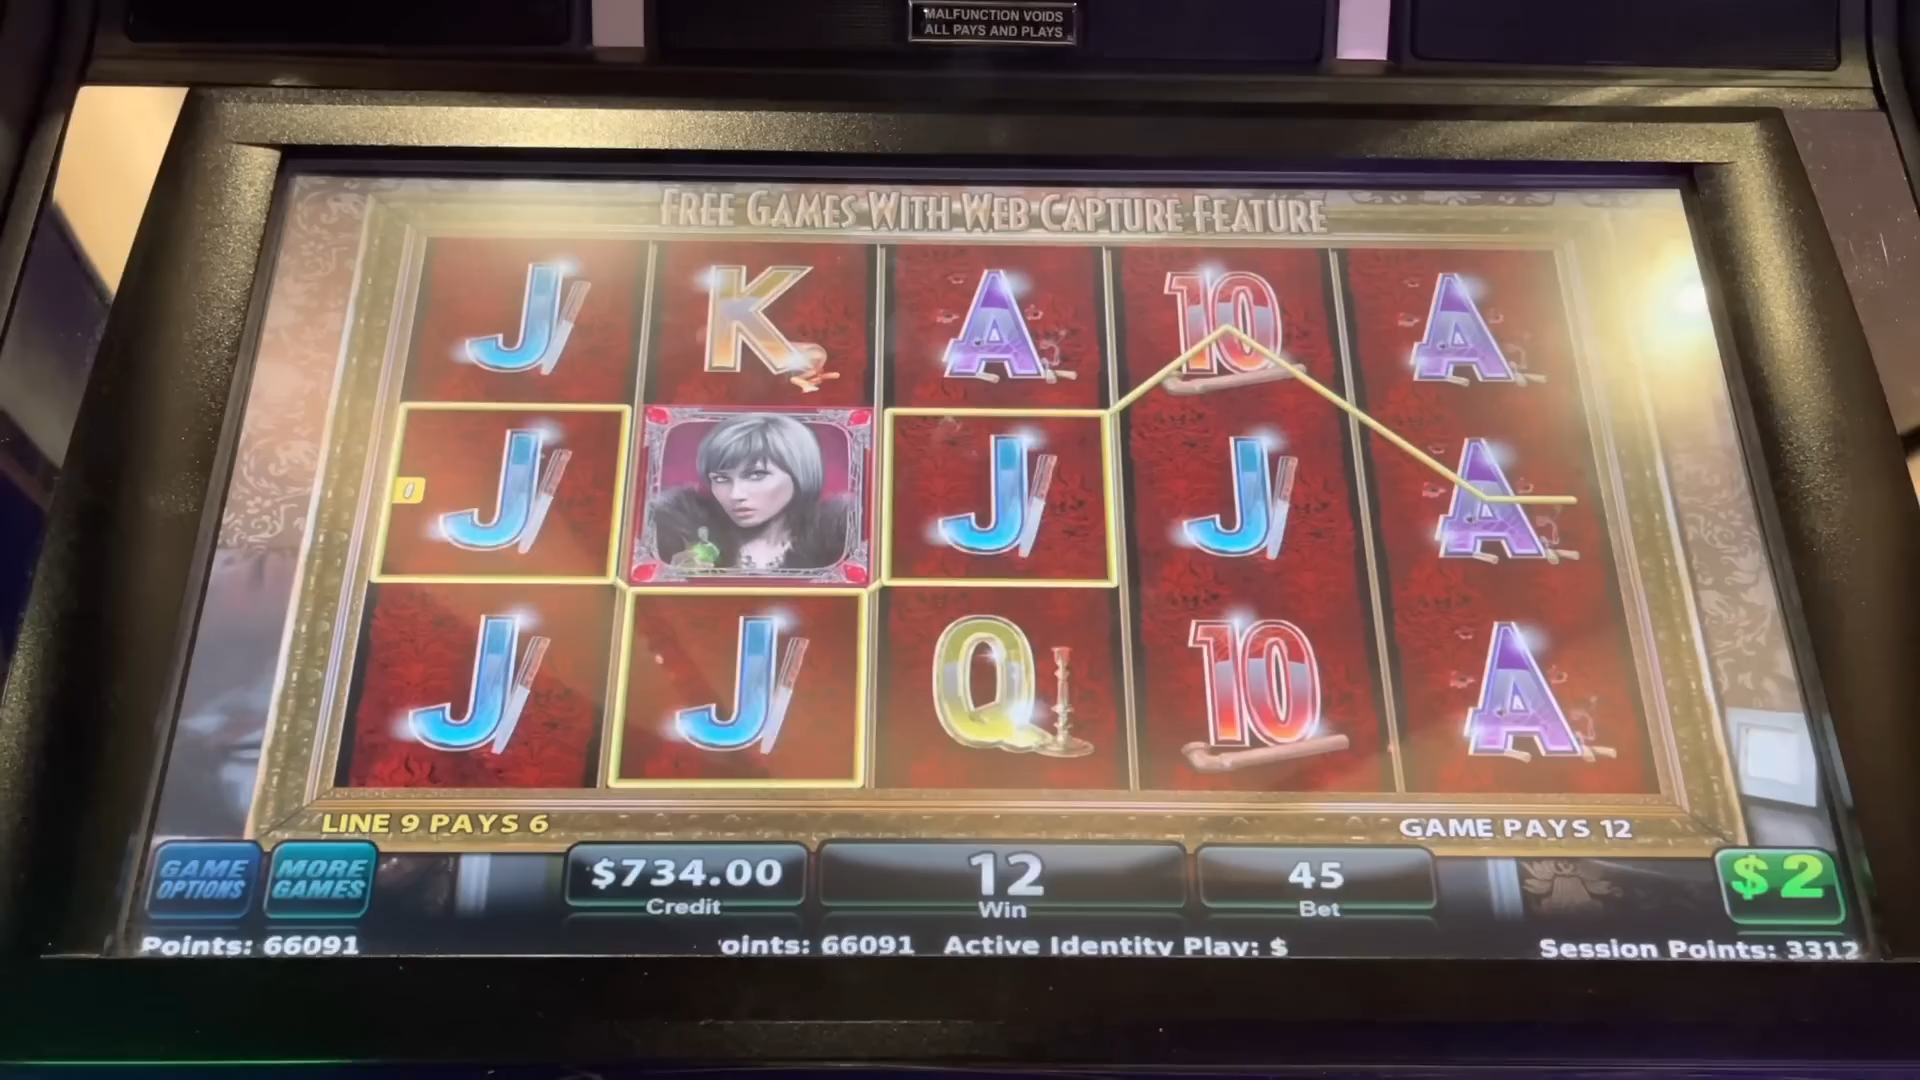 MALFUNCTION VOIDS
ALL PAYS AND PLAYS
FREE GAMES WITH WEB CAPTURE FEATURE
J K A 10 A
J J J A
J J Q 10 A
LINE 9 PAYS 6
GAME PAYS 12
GAME OPTIONS
MORE GAMES
$734.00
Credit
12
Win
45
Bet
$2
Points: 66091
oints: 66091 Active Identity Play: $
Session Points: 3312